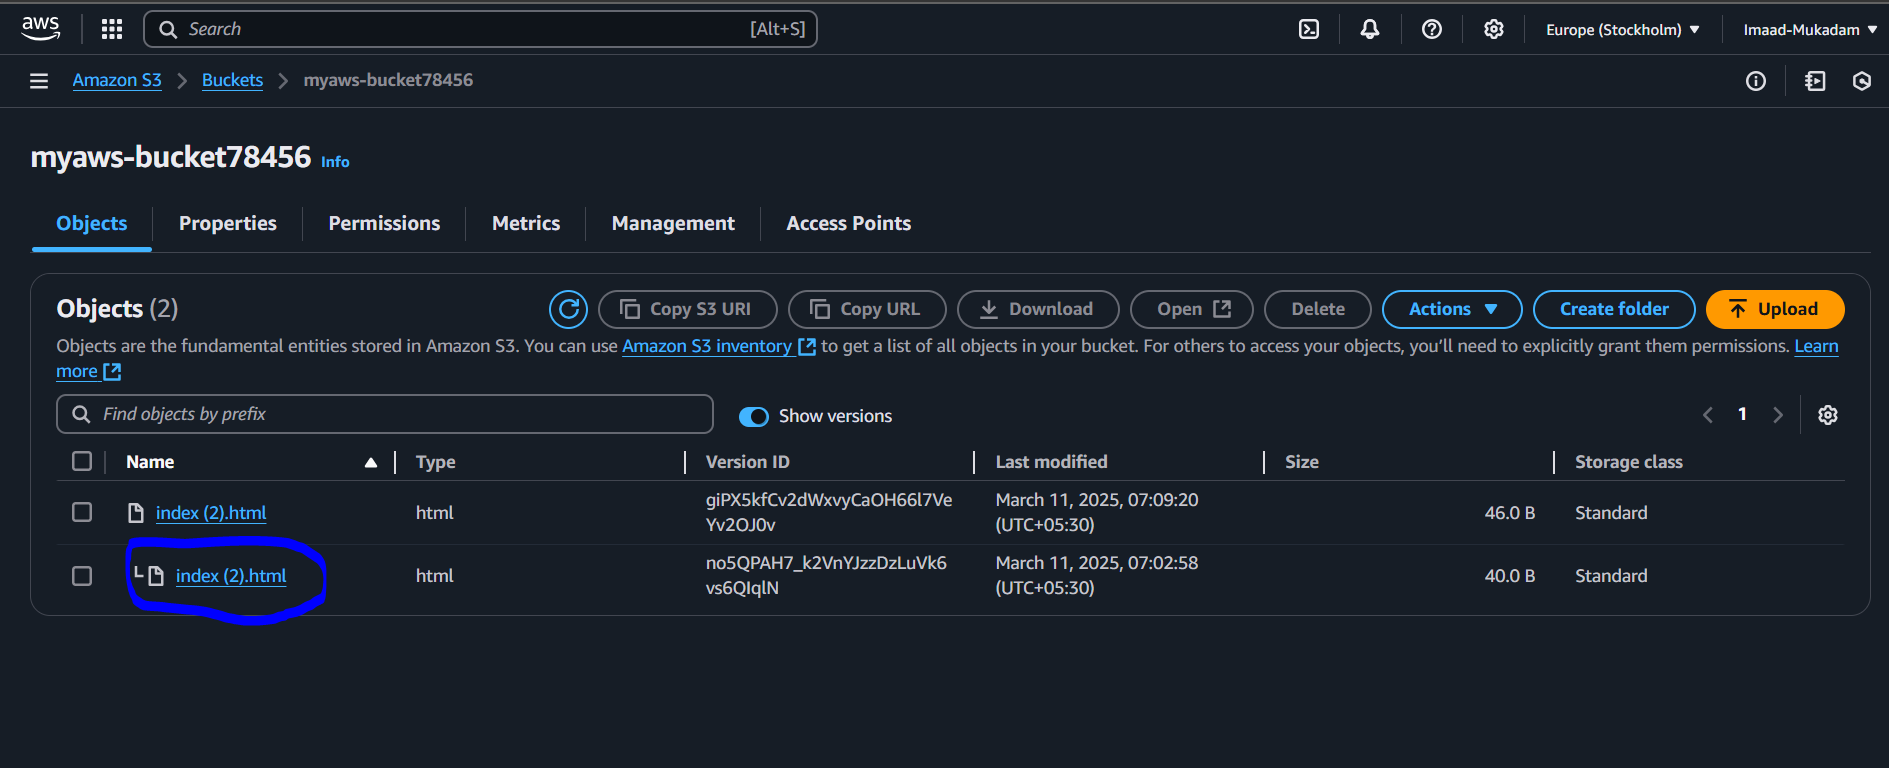 aws Search [Alt+S] Europe (Stockholm) Imaad-Mukadam
Amazon S3 Buckets myaws-bucket78456
myaws-bucket78456 Info
Objects Properties Permissions Metrics Management Access Points
Objects (2) Copy S3 URI Copy URL Download Open Delete Actions Create folder Upload
Objects are the fundamental entities stored in Amazon S3. You can use Amazon S3 inventory to get a list of all objects in your bucket. For others to access your objects, you’ll need to explicitly grant them permissions. Learn
more
Find objects by prefix Show versions 1
Name Type Version ID Last modified Size Storage class
index (2).html html giPX5kfCv2dWxvyCaOH66l7Ve March 11, 2025, 07:09:20 46.0 B Standard
Yv2OJ0v (UTC+05:30)
index (2).html html no5QPAH7_k2VnYJzzDzLuVk6 March 11, 2025, 07:02:58 40.0 B Standard
vs6QIqlN (UTC+05:30)